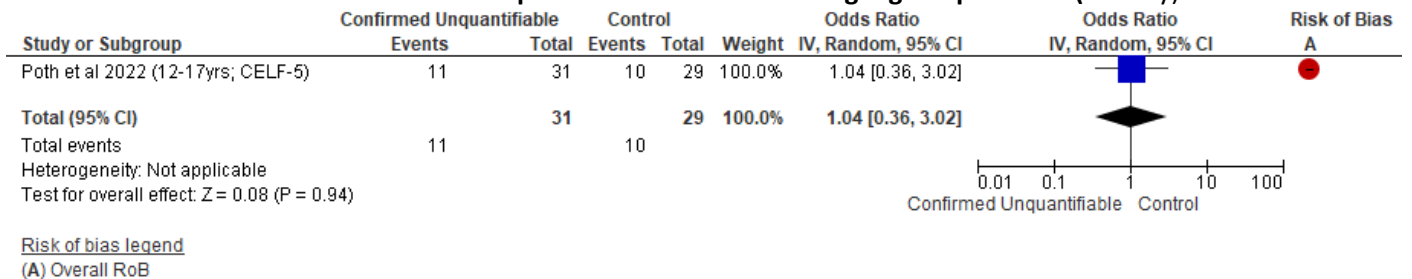 Confirmed Unquantifiable Control Odds Ratio Odds Ratio Risk of Bias
Study or Subgroup Events Total Events Total Weight IV, Random, 95% CI IV, Random, 95% CI A
Poth et al 2022 (12-17yrs; CELF-5) 11 31 10 29 100.0% 1.04 [0.36, 3.02]
Total (95% CI) 31 29 100.0% 1.04 [0.36, 3.02]
Total events 11 10
Heterogeneity: Not applicable
Test for overall effect: Z = 0.08 (P = 0.94)
0.01 0.1 1 10 100
Confirmed Unquantifiable Control
Risk of bias legend
(A) Overall RoB